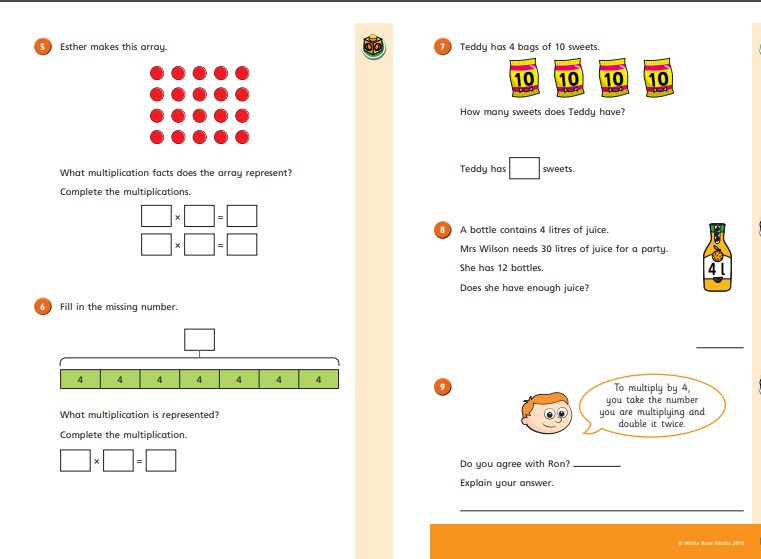 5 Esther makes this array.
What multiplication facts does the array represent?
Complete the multiplications.
× =
× =
6 Fill in the missing number.
4 4 4 4 4 4 4
What multiplication is represented?
Complete the multiplication.
× =
7 Teddy has 4 bags of 10 sweets.
10 10 10 10
How many sweets does Teddy have?
Teddy has sweets.
8 A bottle contains 4 litres of juice.
Mrs Wilson needs 30 litres of juice for a party.
She has 12 bottles.
Does she have enough juice?
4 l
9 To multiply by 4,
you take the number
you are multiplying and
double it twice.
Do you agree with Ron?
Explain your answer.
© White Rose Maths 2019